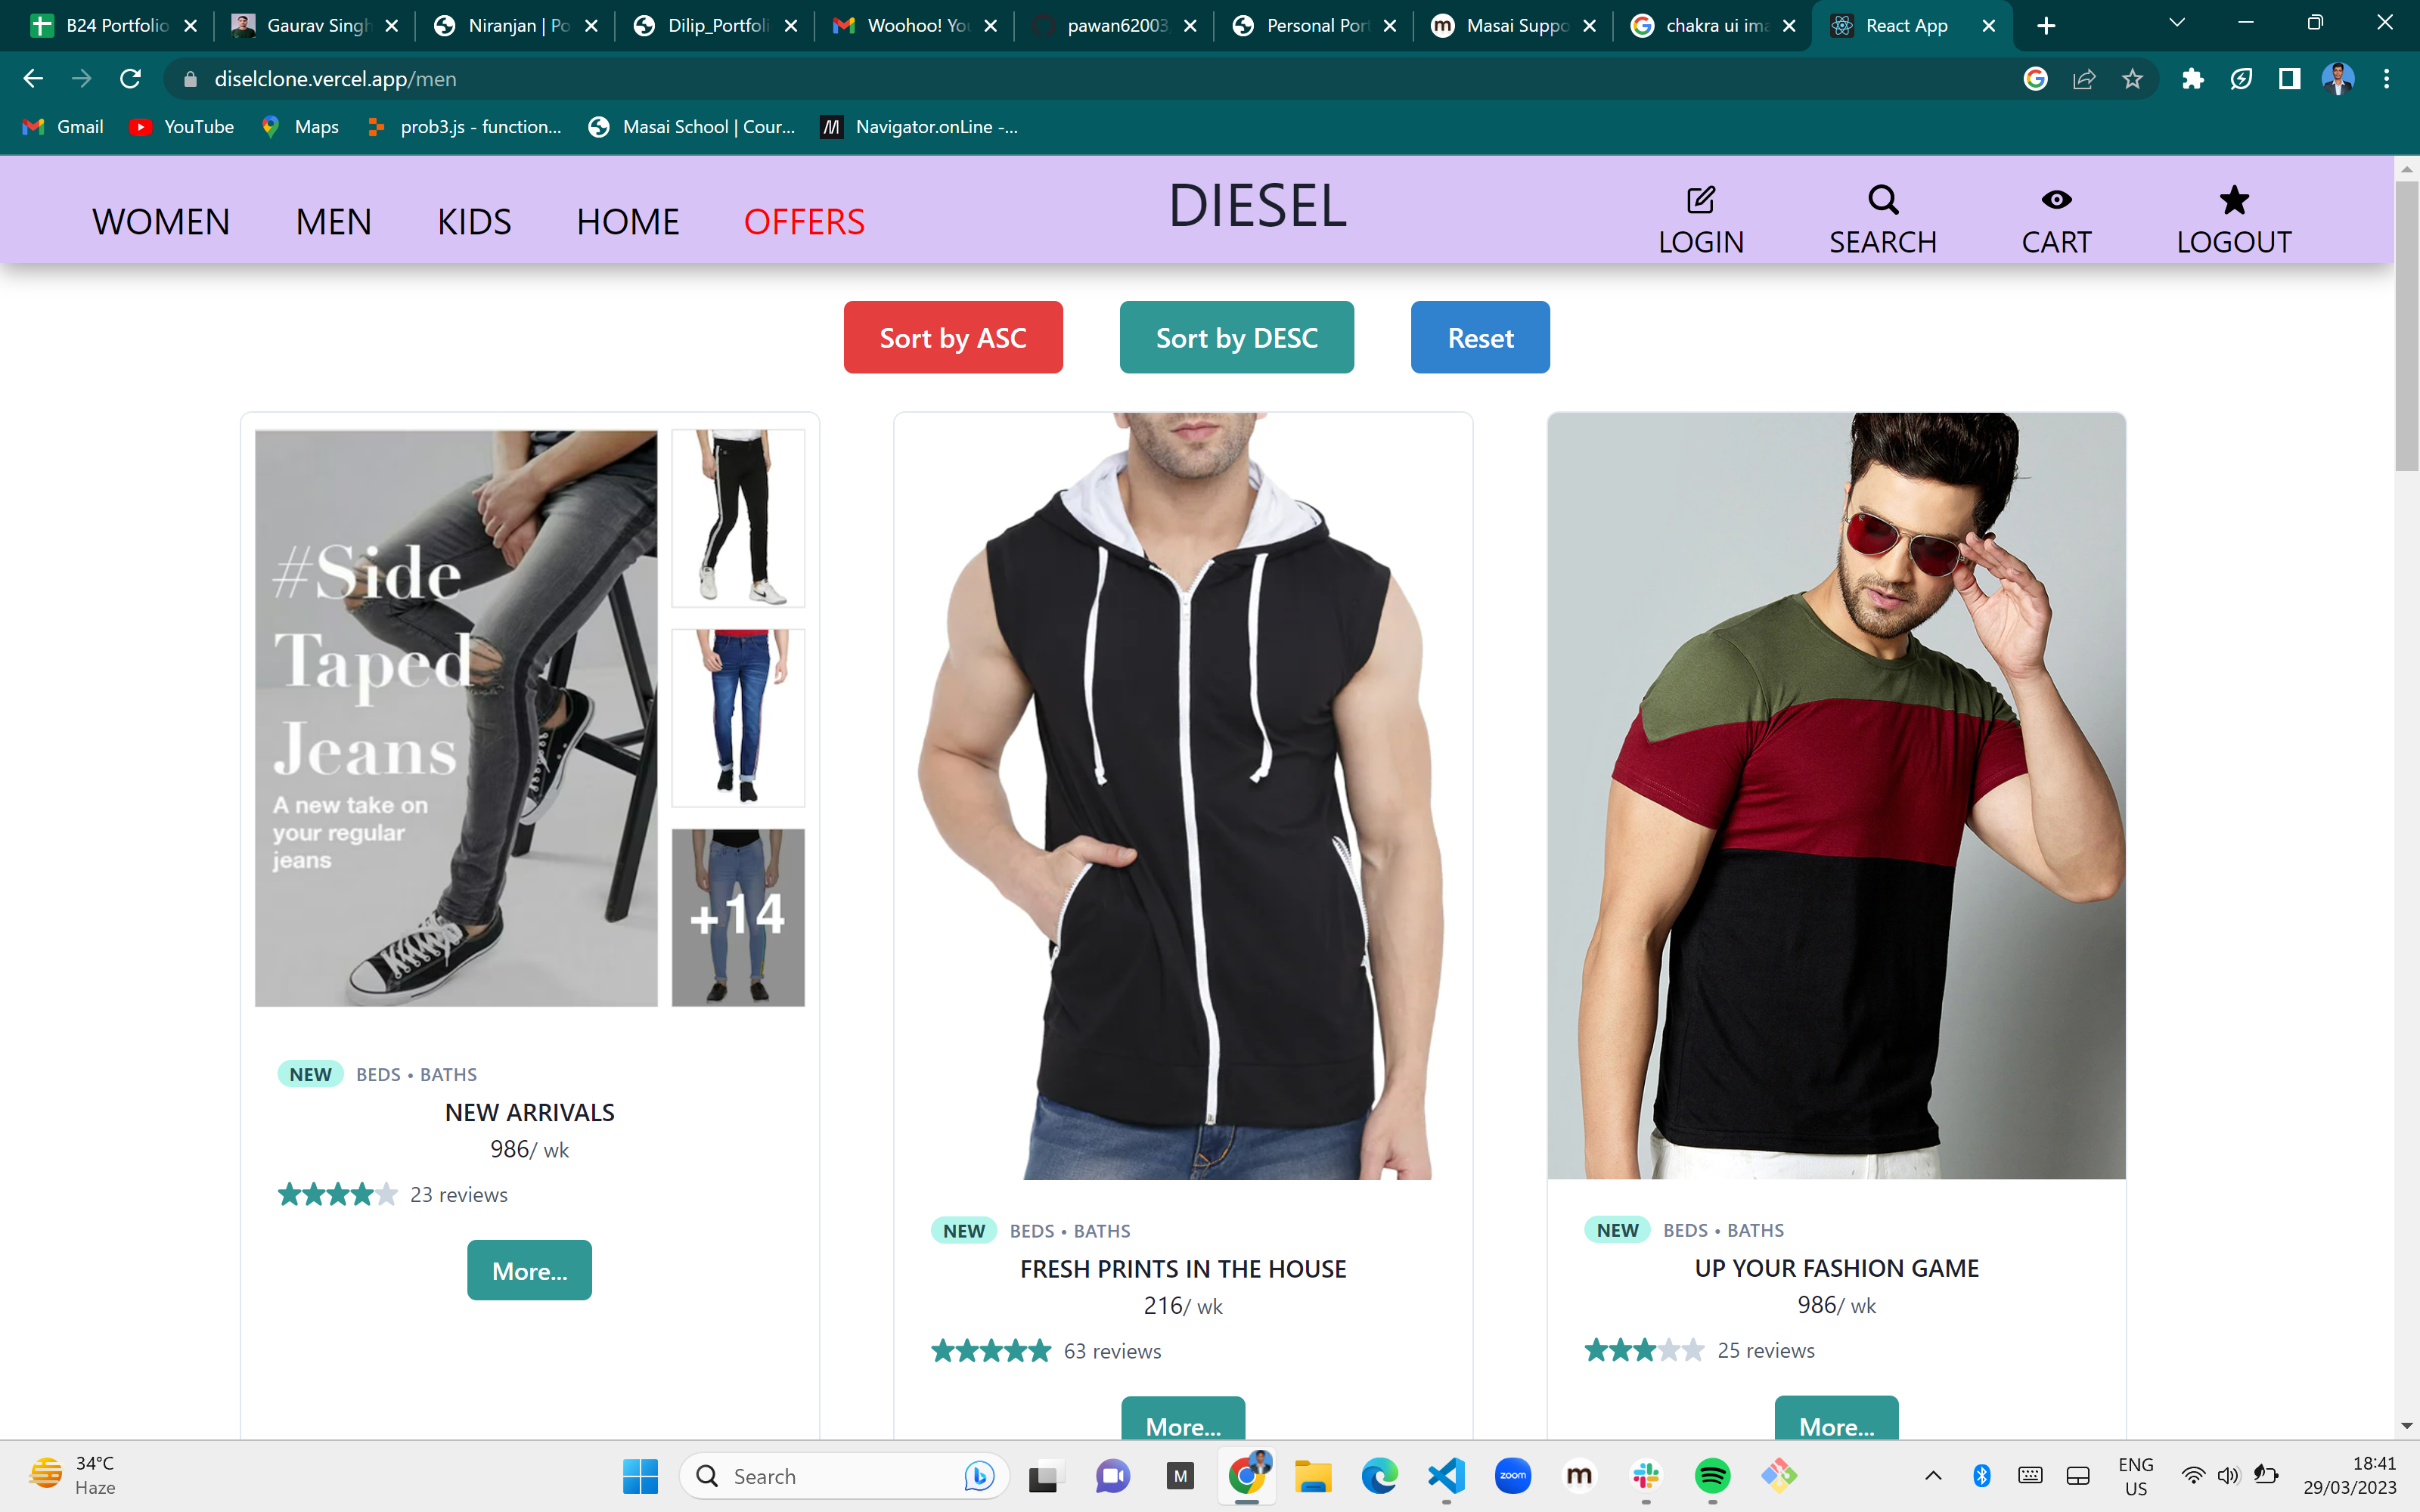 B24 Portfolio
Gaurav Singh
Niranjan | Po
Dilip_Portfoli
Woohoo! You
pawan62003
Personal Port
Masai Suppo
chakra ui ima
React App
diselclone.vercel.app/men
Gmail
YouTube
Maps
prob3.js - function...
Masai School | Cour...
Navigator.onLine -...
WOMEN
MEN
KIDS
HOME
OFFERS
DIESEL
LOGIN
SEARCH
CART
LOGOUT
Sort by ASC
Sort by DESC
Reset
#Side
Taped
Jeans
A new take on
your regular
jeans
+14
NEW BEDS • BATHS
NEW ARRIVALS
986/ wk
23 reviews
More...
NEW BEDS • BATHS
FRESH PRINTS IN THE HOUSE
216/ wk
63 reviews
More...
NEW BEDS • BATHS
UP YOUR FASHION GAME
986/ wk
25 reviews
More...
34°C
Haze
Search
M
zoom
m
ENG
US
18:41
29/03/2023